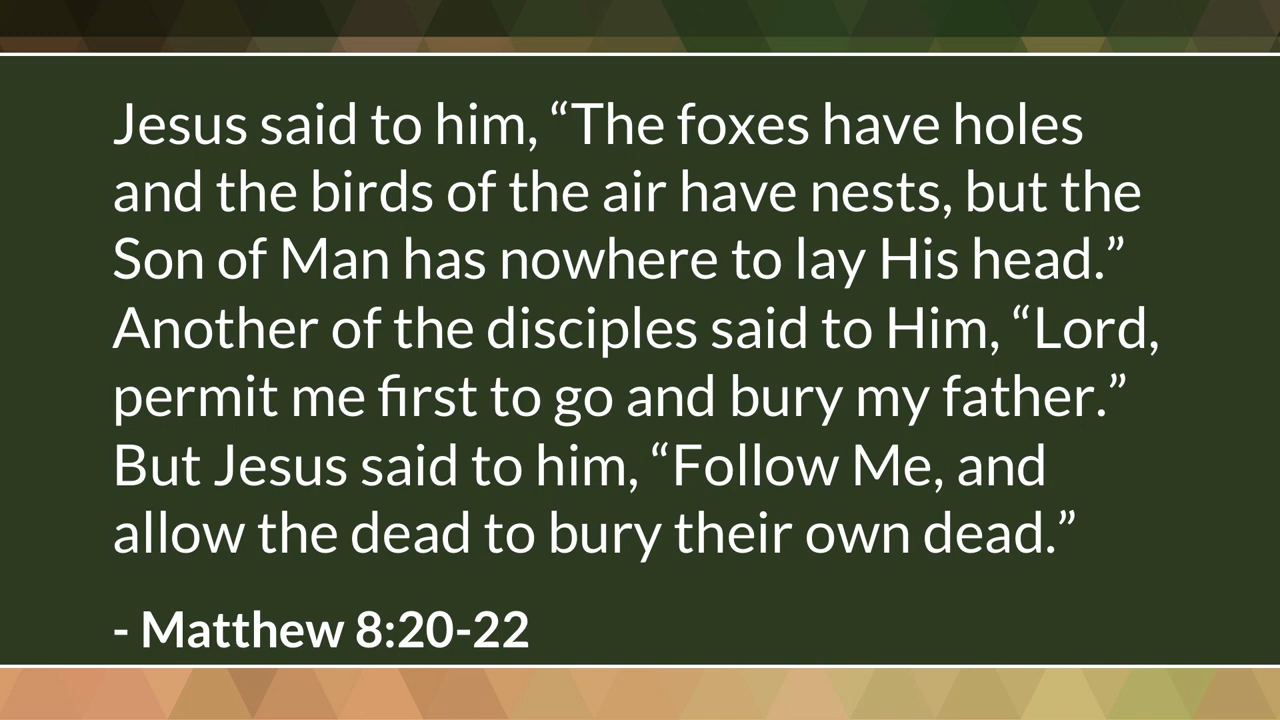 Jesus said to him, “The foxes have holes
and the birds of the air have nests, but the
Son of Man has nowhere to lay His head.”
Another of the disciples said to Him, “Lord,
permit me first to go and bury my father.”
But Jesus said to him, “Follow Me, and
allow the dead to bury their own dead.”
- Matthew 8:20-22